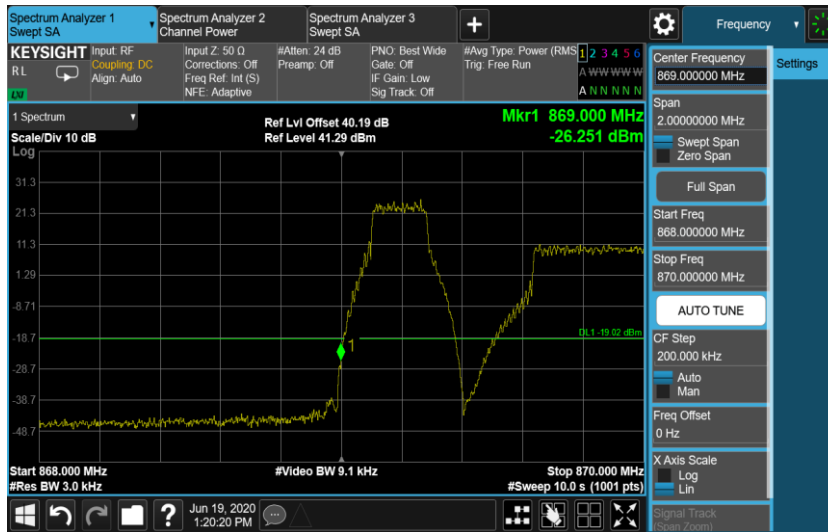 Spectrum Analyzer 1
Swept SA
Spectrum Analyzer 2
Channel Power
Spectrum Analyzer 3
Swept SA
Frequency
KEYSIGHT
RL
LXI
Input: RF
Coupling: DC
Align: Auto
Input Z: 50 Ω
Corrections: Off
Freq Ref: Int (S)
NFE: Adaptive
#Atten: 24 dB
Preamp: Off
PNO: Best Wide
Gate: Off
IF Gain: Low
Sig Track: Off
#Avg Type: Power (RMS
Trig: Free Run
1 2 3 4 5 6
A W W W W W
A N N N N N
1 Spectrum
Scale/Div 10 dB
Log
Ref Lvl Offset 40.19 dB
Ref Level 41.29 dBm
Mkr1 869.000 MHz
-26.251 dBm
31.3
21.3
11.3
1.29
-8.71
-18.7
-28.7
-38.7
-48.7
DL1 -19.02 dBm
1
Start 868.000 MHz
#Res BW 3.0 kHz
#Video BW 9.1 kHz
Stop 870.000 MHz
#Sweep 10.0 s (1001 pts)
Jun 19, 2020
1:20:20 PM
Center Frequency
869.000000 MHz
Settings
Span
2.00000000 MHz
Swept Span
Zero Span
Full Span
Start Freq
868.000000 MHz
Stop Freq
870.000000 MHz
AUTO TUNE
CF Step
200.000 kHz
Auto
Man
Freq Offset
0 Hz
X Axis Scale
Log
Lin
Signal Track
(Span Zoom)